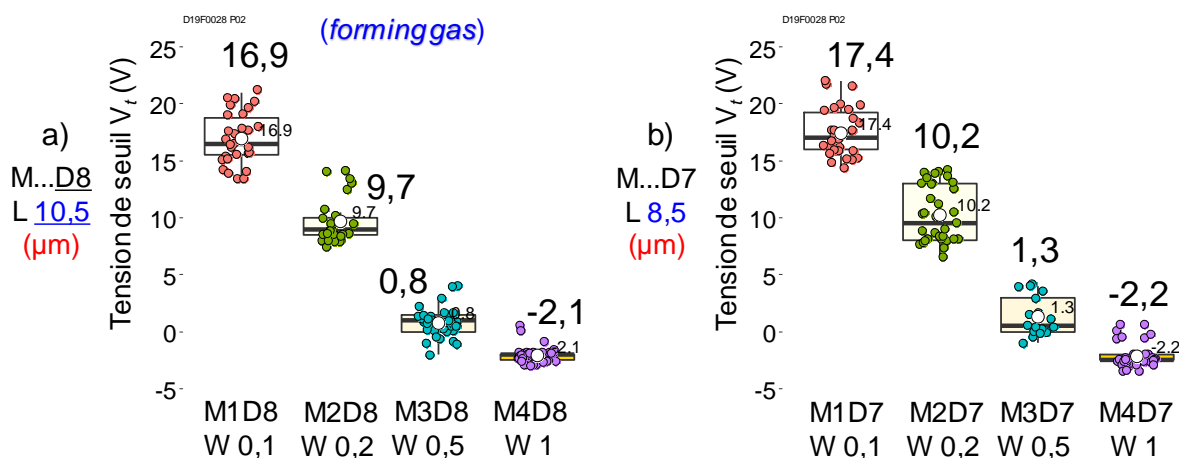 D19F0028 P02
(forming gas)
a)
M...D8
L 10,5
(µm)
Tension de seuil Vt (V)
25
20
15
10
5
0
-5
16,9
16.9
9,7
9.7
0,8
0.8
-2,1
-2.1
M1D8 M2D8 M3D8 M4D8
W 0,1 W 0,2 W 0,5 W 1
D19F0028 P02
b)
M...D7
L 8,5
(µm)
Tension de seuil Vt (V)
25
20
15
10
5
0
-5
17,4
17.4
10,2
10.2
1,3
1.3
-2,2
-2.2
M1D7 M2D7 M3D7 M4D7
W 0,1 W 0,2 W 0,5 W 1